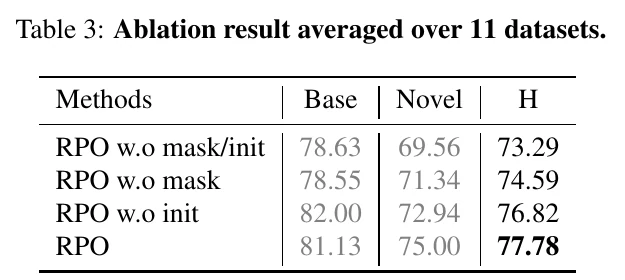 Table 3: Ablation result averaged over 11 datasets.
Methods Base Novel H
RPO w.o mask/init 78.63 69.56 73.29
RPO w.o mask 78.55 71.34 74.59
RPO w.o init 82.00 72.94 76.82
RPO 81.13 75.00 77.78